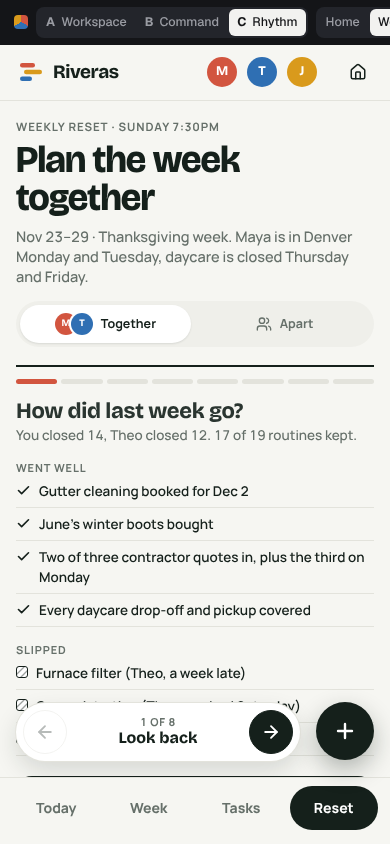 A Workspace B Command C Rhythm Home
Riveras M T J
WEEKLY RESET · SUNDAY 7:30PM
Plan the week
together
Nov 23–29 · Thanksgiving week. Maya is in Denver
Monday and Tuesday, daycare is closed Thursday
and Friday.
M T Together Apart
How did last week go?
You closed 14, Theo closed 12. 17 of 19 routines kept.
WENT WELL
Gutter cleaning booked for Dec 2
June's winter boots bought
Two of three contractor quotes in, plus the third on
Monday
Every daycare drop-off and pickup covered
SLIPPED
Furnace filter (Theo, a week late)
1 OF 8
Look back
Today Week Tasks Reset